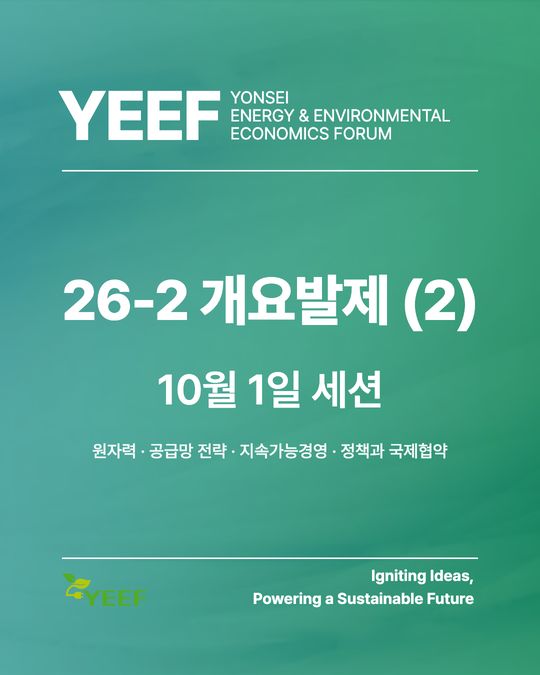 YEEF
YONSEI
ENERGY & ENVIRONMENTAL
ECONOMICS FORUM
26-2 개요발제 (2)
10월 1일 세션
원자력 · 공급망 전략 · 지속가능경영 · 정책과 국제협약
YEEF
Igniting Ideas,
Powering a Sustainable Future